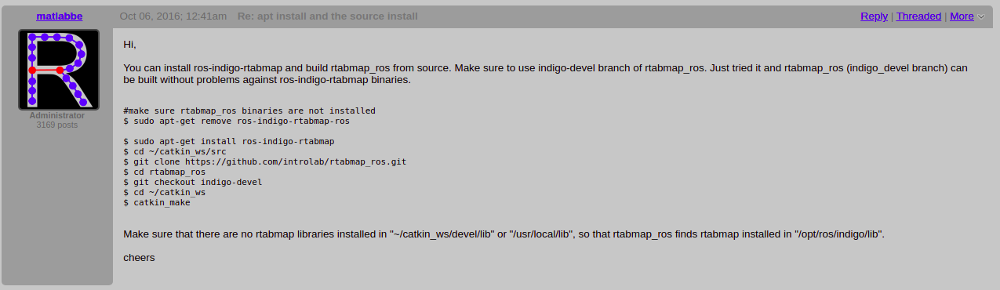 matlabbe
Oct 06, 2016; 12:41am Re: apt install and the source install
Reply | Threaded | More
Administrator
3169 posts
Hi,
You can install ros-indigo-rtabmap and build rtabmap_ros from source. Make sure to use indigo-devel branch of rtabmap_ros. Just tried it and rtabmap_ros (indigo_devel branch) can
be built without problems against ros-indigo-rtabmap binaries.
#make sure rtabmap_ros binaries are not installed
$ sudo apt-get remove ros-indigo-rtabmap-ros
$ sudo apt-get install ros-indigo-rtabmap
$ cd ~/catkin_ws/src
$ git clone https://github.com/introlab/rtabmap_ros.git
$ cd rtabmap_ros
$ git checkout indigo-devel
$ cd ~/catkin_ws
$ catkin_make
Make sure that there are no rtabmap libraries installed in "~/catkin_ws/devel/lib" or "/usr/local/lib", so that rtabmap_ros finds rtabmap installed in "/opt/ros/indigo/lib".
cheers